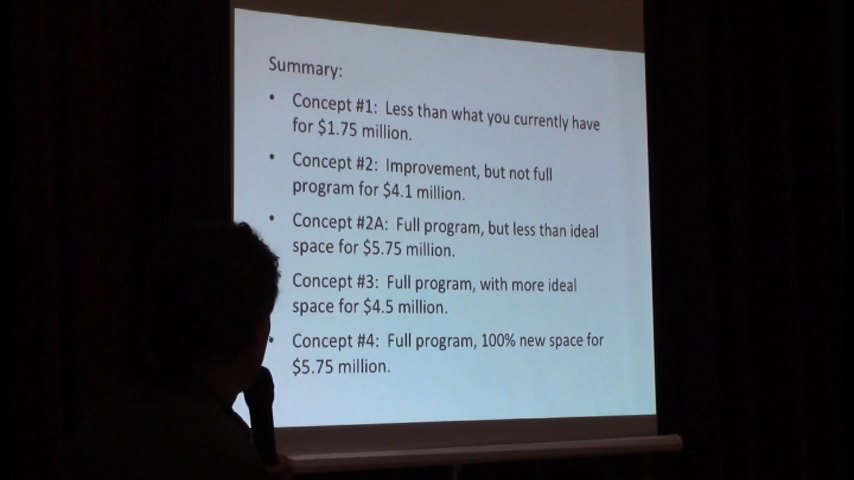 Summary:
• Concept #1: Less than what you currently have
for $1.75 million.
• Concept #2: Improvement, but not full
program for $4.1 million.
• Concept #2A: Full program, but less than ideal
space for $5.75 million.
Concept #3: Full program, with more ideal
space for $4.5 million.
• Concept #4: Full program, 100% new space for
$5.75 million.